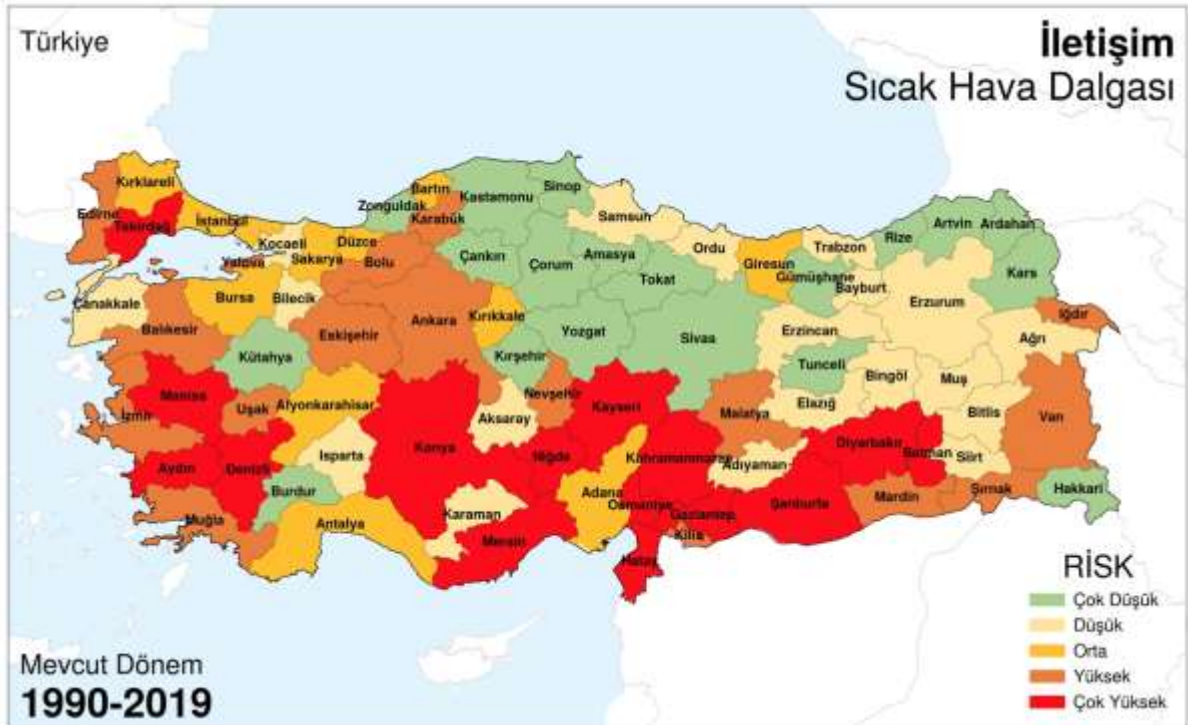 Türkiye
İletişim
Sıcak Hava Dalgası
Kırklareli
Edirne
Tekirdağ
İstanbul
Kocaeli
Yalova
Sakarya
Düzce
Bolu
Zonguldak
Bartın
Karabük
Kastamonu
Sinop
Samsun
Ordu
Giresun
Trabzon
Rize
Artvin
Ardahan
Çankırı
Çorum
Amasya
Tokat
Gümüşhane
Bayburt
Erzurum
Kars
Iğdır
Çanakkale
Balıkesir
Bursa
Bilecik
Eskişehir
Ankara
Kırıkkale
Yozgat
Sivas
Erzincan
Ağrı
Kütahya
Kırşehir
Tunceli
Bingöl
Muş
Manisa
İzmir
Uşak
Afyonkarahisar
Aksaray
Nevşehir
Kayseri
Malatya
Elazığ
Bitlis
Van
Aydın
Denizli
Isparta
Konya
Niğde
Kahramanmaraş
Adıyaman
Diyarbakır
Batman
Siirt
Burdur
Muğla
Antalya
Karaman
Mersin
Adana
Osmaniye
Gaziantep
Kilis
Şanlıurfa
Mardin
Şırnak
Hakkari
Hatay
RİSK
Çok Düşük
Düşük
Orta
Yüksek
Çok Yüksek
Mevcut Dönem
1990-2019